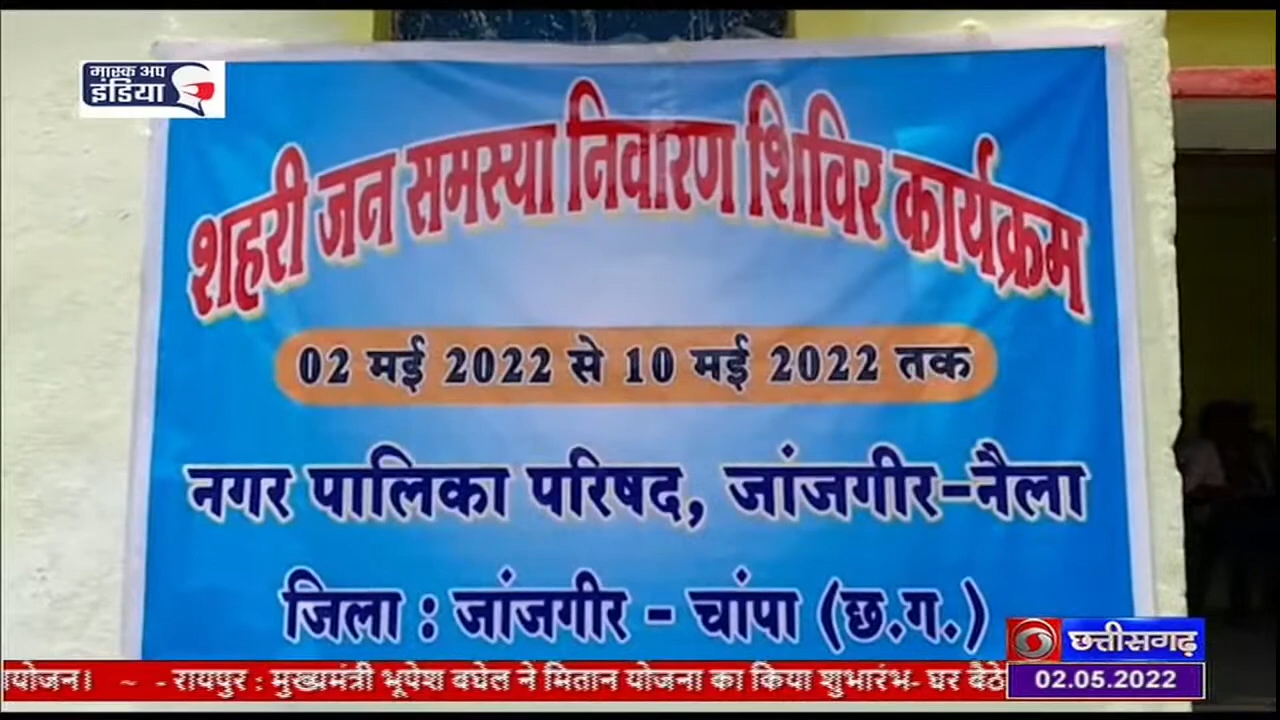 मास्क अप
इंडिया
शहरी जन समस्या निवारण शिविर कार्यक्रम
02 मई 2022 से 10 मई 2022 तक
नगर पालिका परिषद, जांजगीर-नैला
जिला : जांजगीर - चांपा (छ.ग.)
छत्तीसगढ़
योजन। ~ - रायपुर : मुख्यमंत्री भूपेश बघेल ने मितान योजना का किया शुभारंभ- घर बैठे
02.05.2022